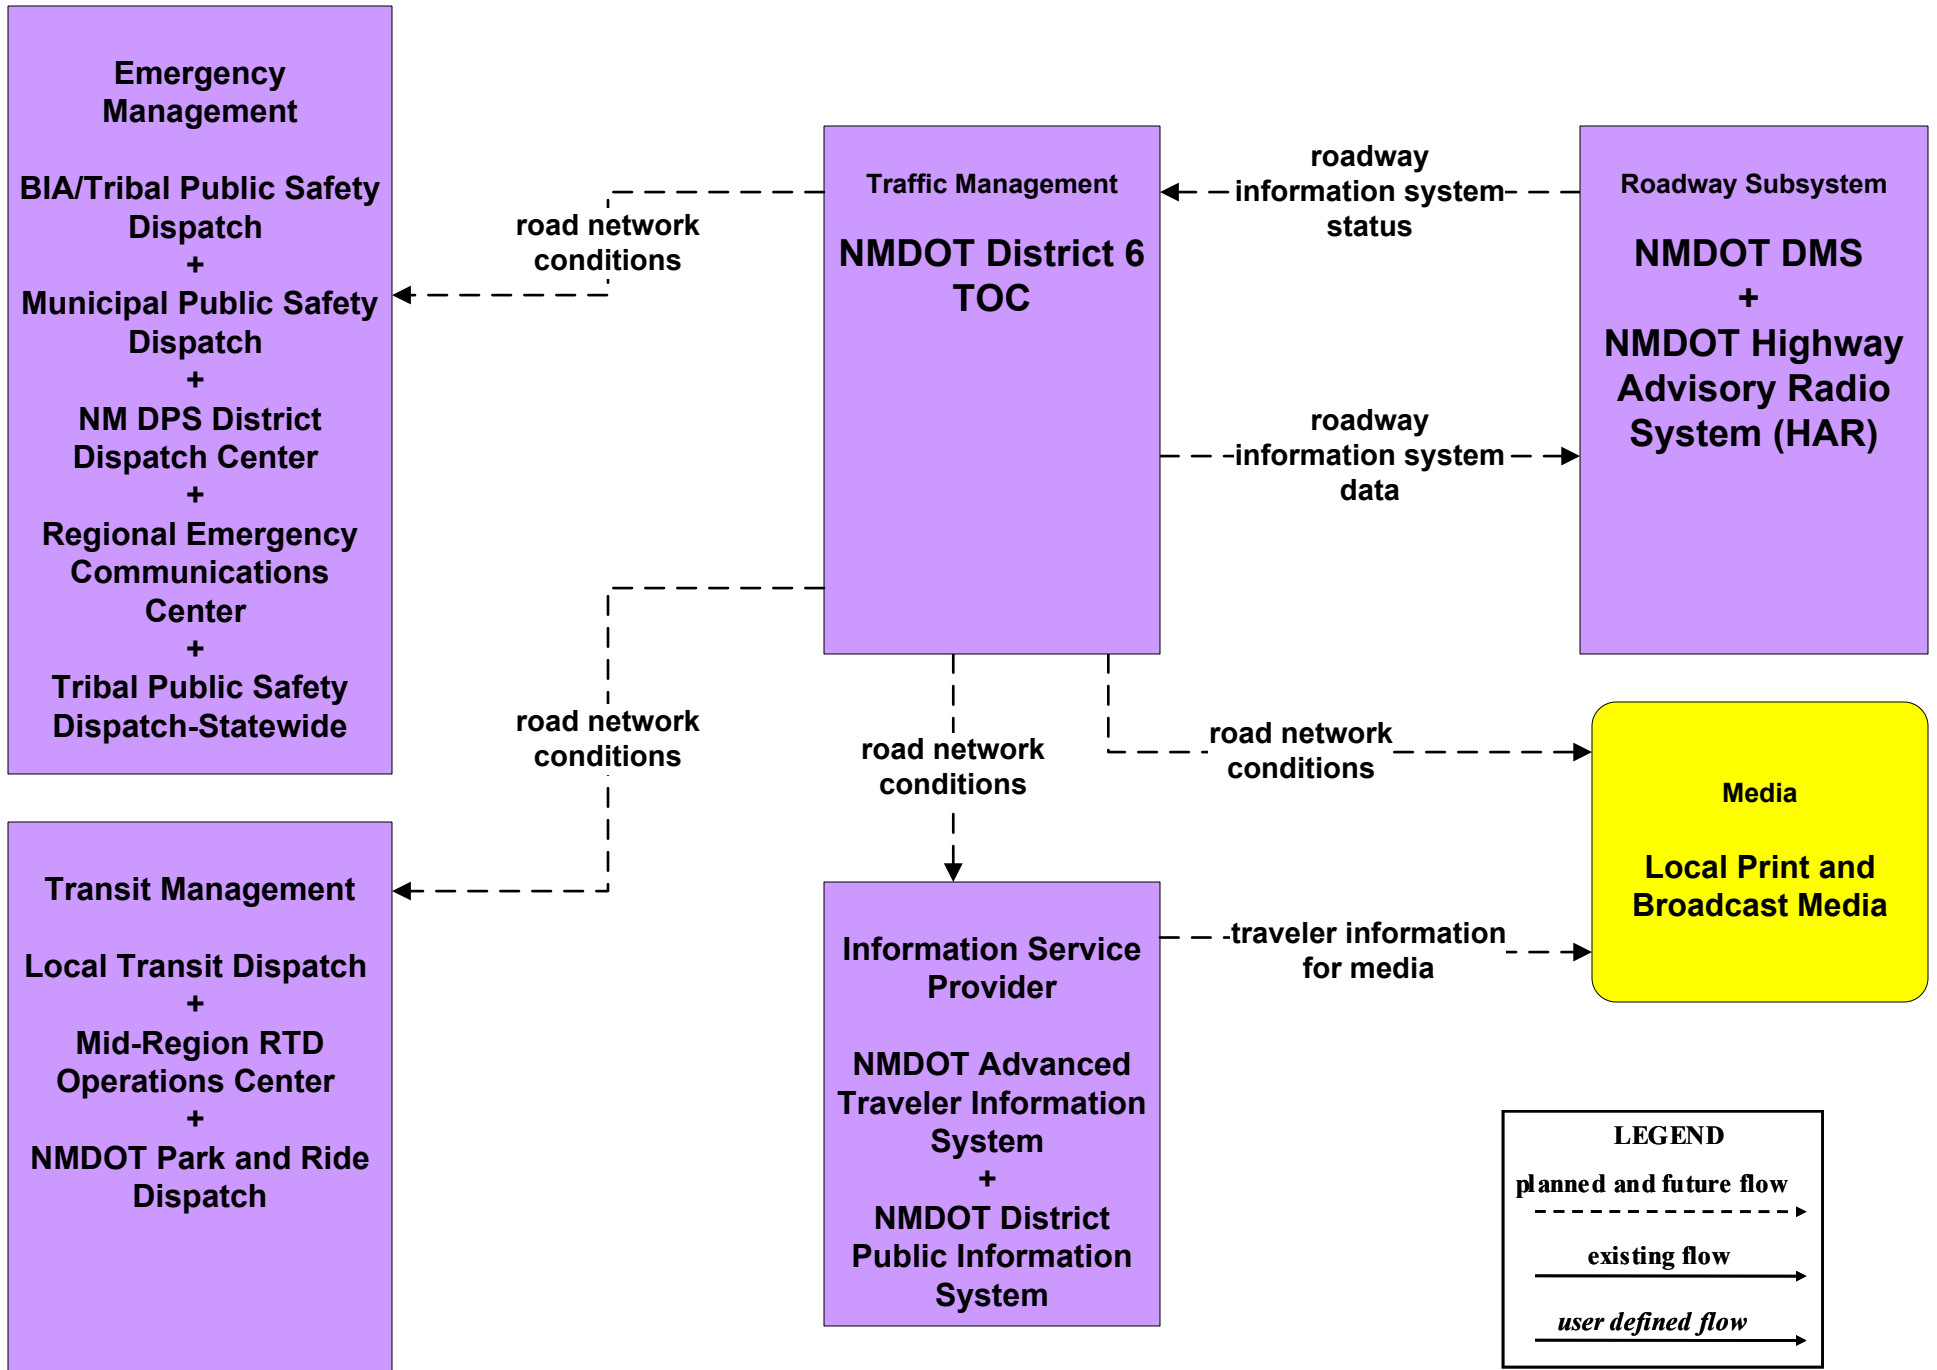 Emergency
Management
BIA/Tribal Public Safety
Dispatch
+
Municipal Public Safety
Dispatch
+
NM DPS District
Dispatch Center
+
Regional Emergency
Communications
Center
+
Tribal Public Safety
Dispatch-Statewide
Transit Management
Local Transit Dispatch
+
Mid-Region RTD
Operations Center
+
NMDOT Park and Ride
Dispatch
road network
conditions
road network
conditions
Traffic Management
NMDOT District 6
TOC
road network
conditions
Information Service
Provider
NMDOT Advanced
Traveler Information
System
+
NMDOT District
Public Information
System
roadway
information system
status
roadway
information system
data
road network
conditions
traveler information
for media
Roadway Subsystem
NMDOT DMS
+
NMDOT Highway
Advisory Radio
System (HAR)
Media
Local Print and
Broadcast Media
LEGEND
planned and future flow
existing flow
user defined flow